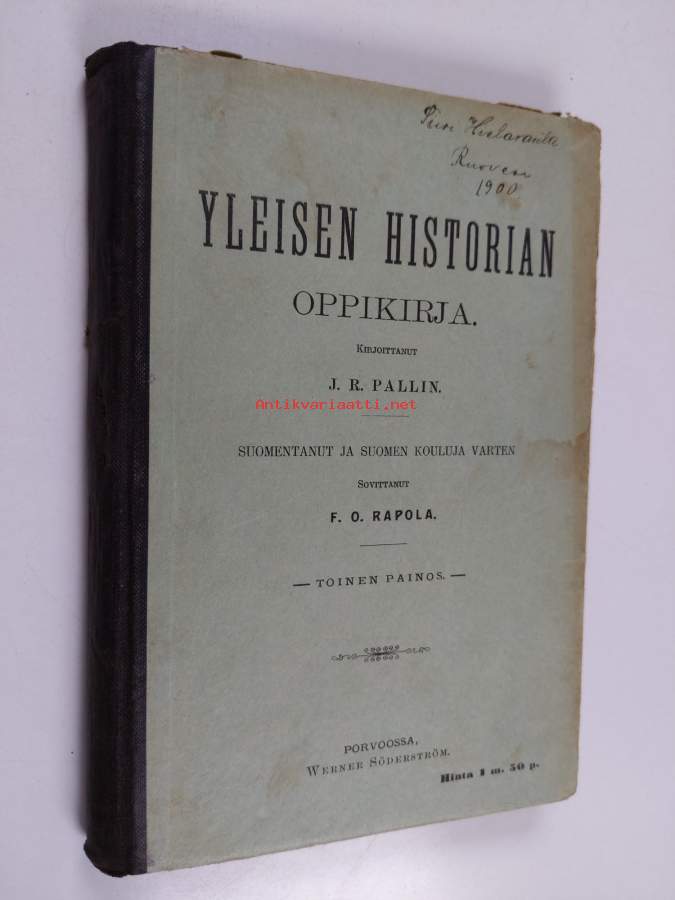 1900
YLEISEN HISTORIAN
OPPIKIRJA.
KIRJOITTANUT
J. R. PALLIN.
Antikvariaatti.net
SUOMENTANUT JA SUOMEN KOULUJA VARTEN
SOVITTANUT
F. O. RAPOLA.
— TOINEN PAINOS. —
PORVOOSSA,
WERNER SÖDERSTRÖM.
Hinta 1 m. 50 p.